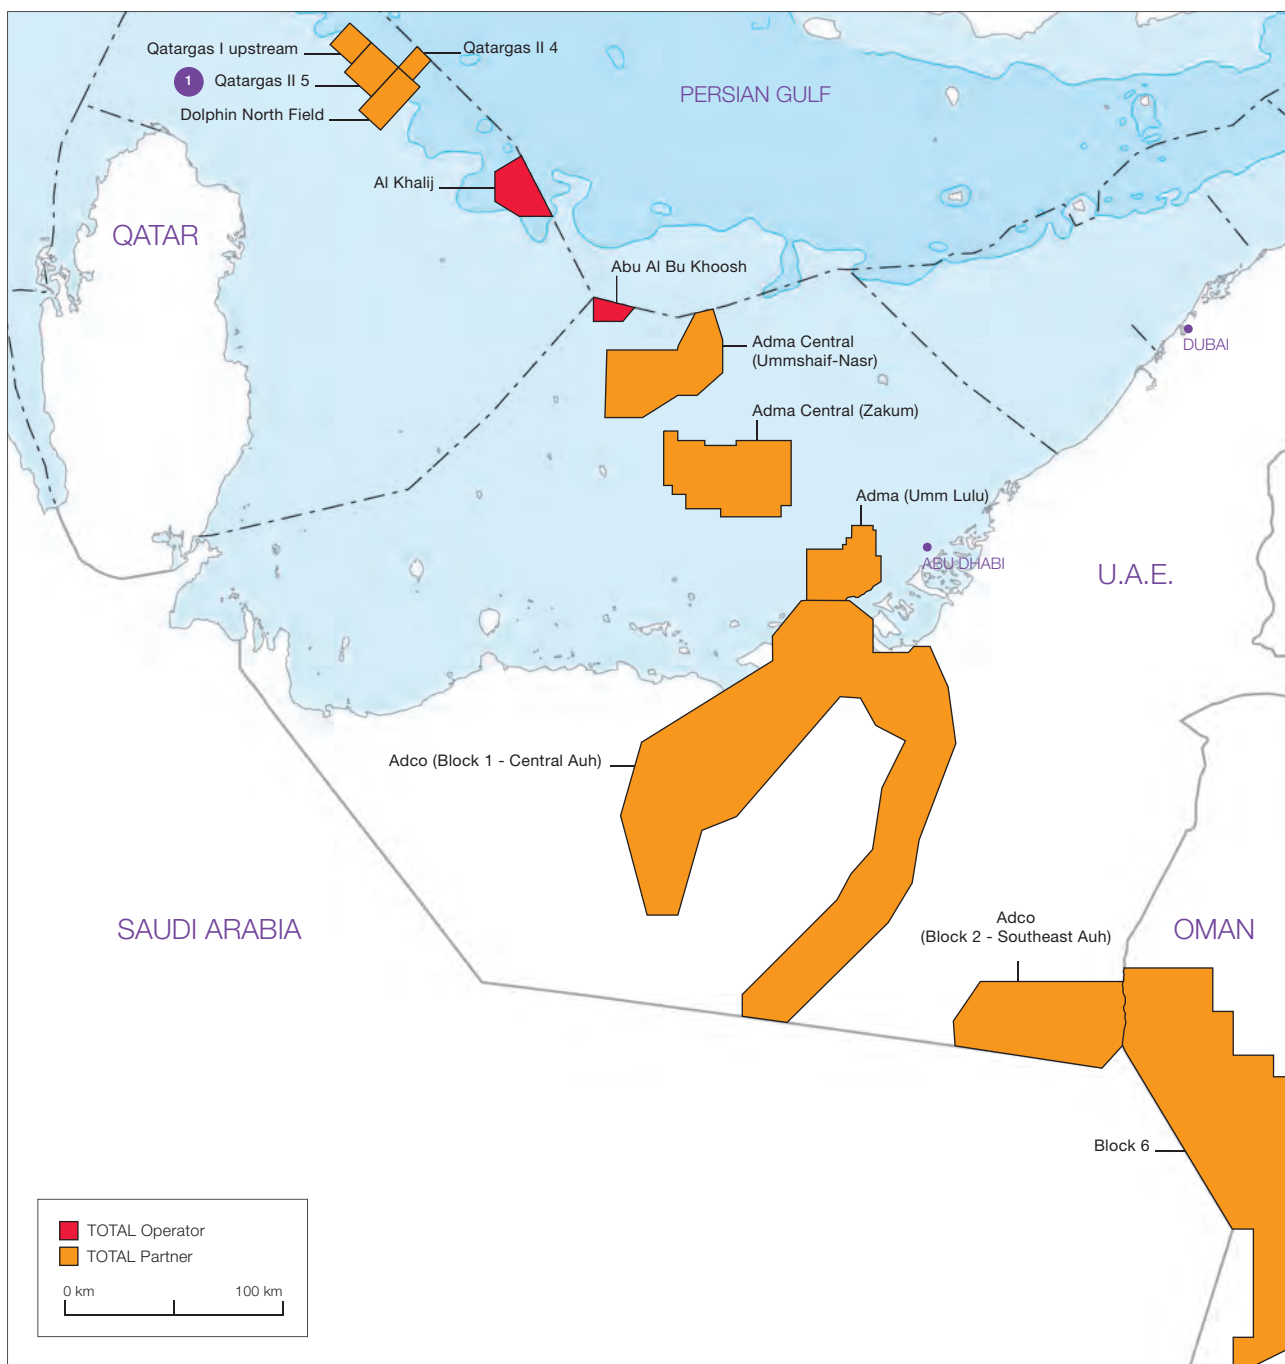 Qatargas I upstream
Qatargas II 4
1
Qatargas II 5
Dolphin North Field
PERSIAN GULF
Al Khalij
QATAR
Abu Al Bu Khoosh
Adma Central
(Ummshaif-Nasr)
DUBAI
Adma Central (Zakum)
Adma (Umm Lulu)
ABU DHABI
U.A.E.
Adco (Block 1 - Central Auh)
SAUDI ARABIA
Adco
(Block 2 - Southeast Auh)
OMAN
Block 6
TOTAL Operator
TOTAL Partner
0 km
100 km